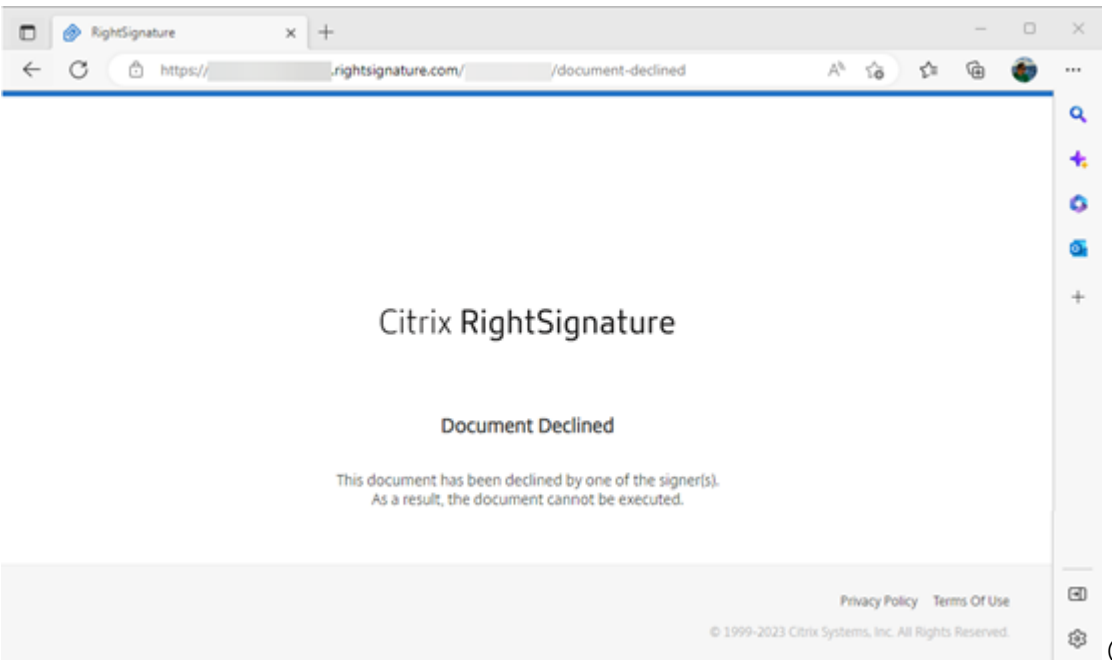 RightSignature
https:// .rightsignature.com/ /document-declined
Citrix RightSignature
Document Declined
This document has been declined by one of the signer(s).
As a result, the document cannot be executed.
Privacy Policy Terms Of Use
© 1999-2023 Citrix Systems, Inc. All Rights Reserved.